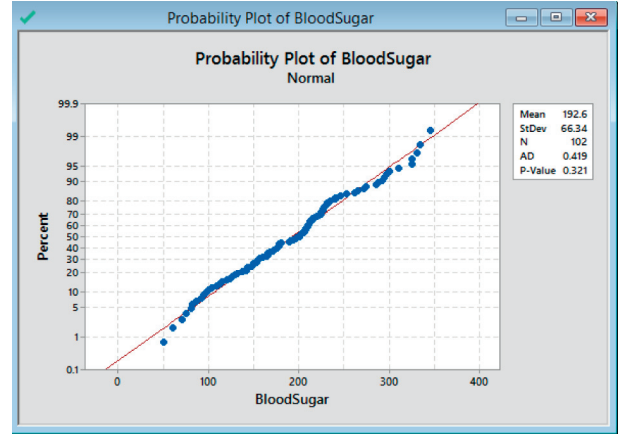 Probability Plot of BloodSugar
Probability Plot of BloodSugar
Normal
99.9
99
95
90
80
70
60
50
40
30
20
10
5
1
0.1
Percent
0
100
200
300
400
BloodSugar
Mean 192.6
StDev 66.34
N 102
AD 0.419
P-Value 0.321